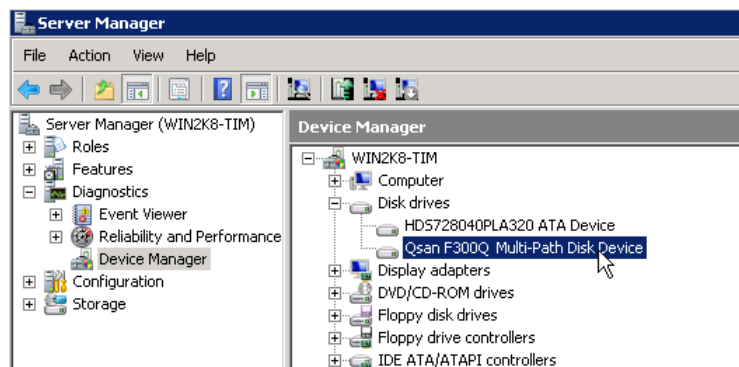 Server Manager
File Action View Help
Server Manager (WIN2K8-TIM)
Roles
Features
Diagnostics
Event Viewer
Reliability and Performance
Device Manager
Configuration
Storage
Device Manager
WIN2K8-TIM
Computer
Disk drives
HDS728040PLA320 ATA Device
Qsan F300Q Multi-Path Disk Device
Display adapters
DVD/CD-ROM drives
Floppy disk drives
Floppy drive controllers
IDE ATA/ATAPI controllers